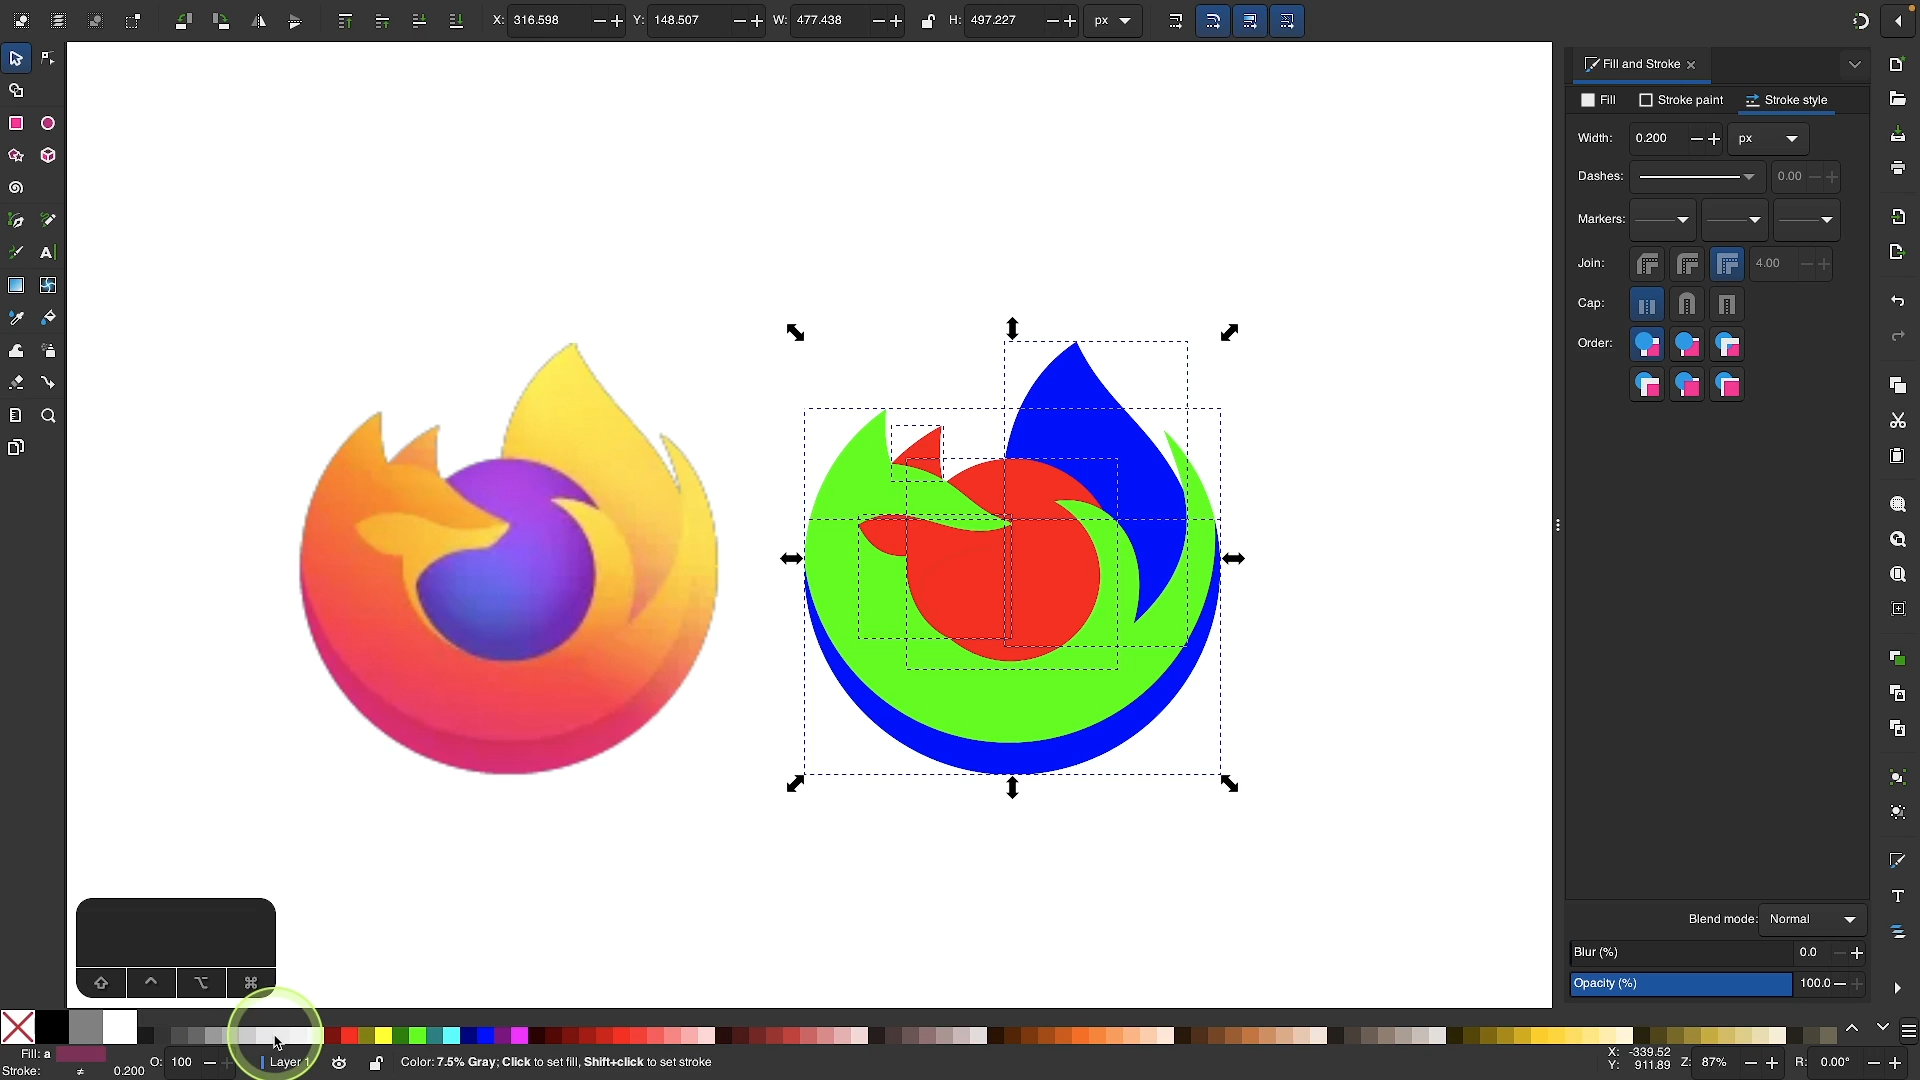 X: 316.598 Y: 148.507 W: 477.438 H: 497.227 px
Fill and Stroke
Fill Stroke paint Stroke style
Width: 0.200 px
Dashes: 0.00
Markers:
Join: 4.00
Cap:
Order:
Blend mode: Normal
Blur (%) 0.0
Opacity (%) 100.0
Fill: a O: 100 Layer 1 Color: 7.5% Gray; Click to set fill, Shift+click to set stroke X: -339.52 Z: 87% R: 0.00°
Stroke: ≠ 0.200 Y: 911.89